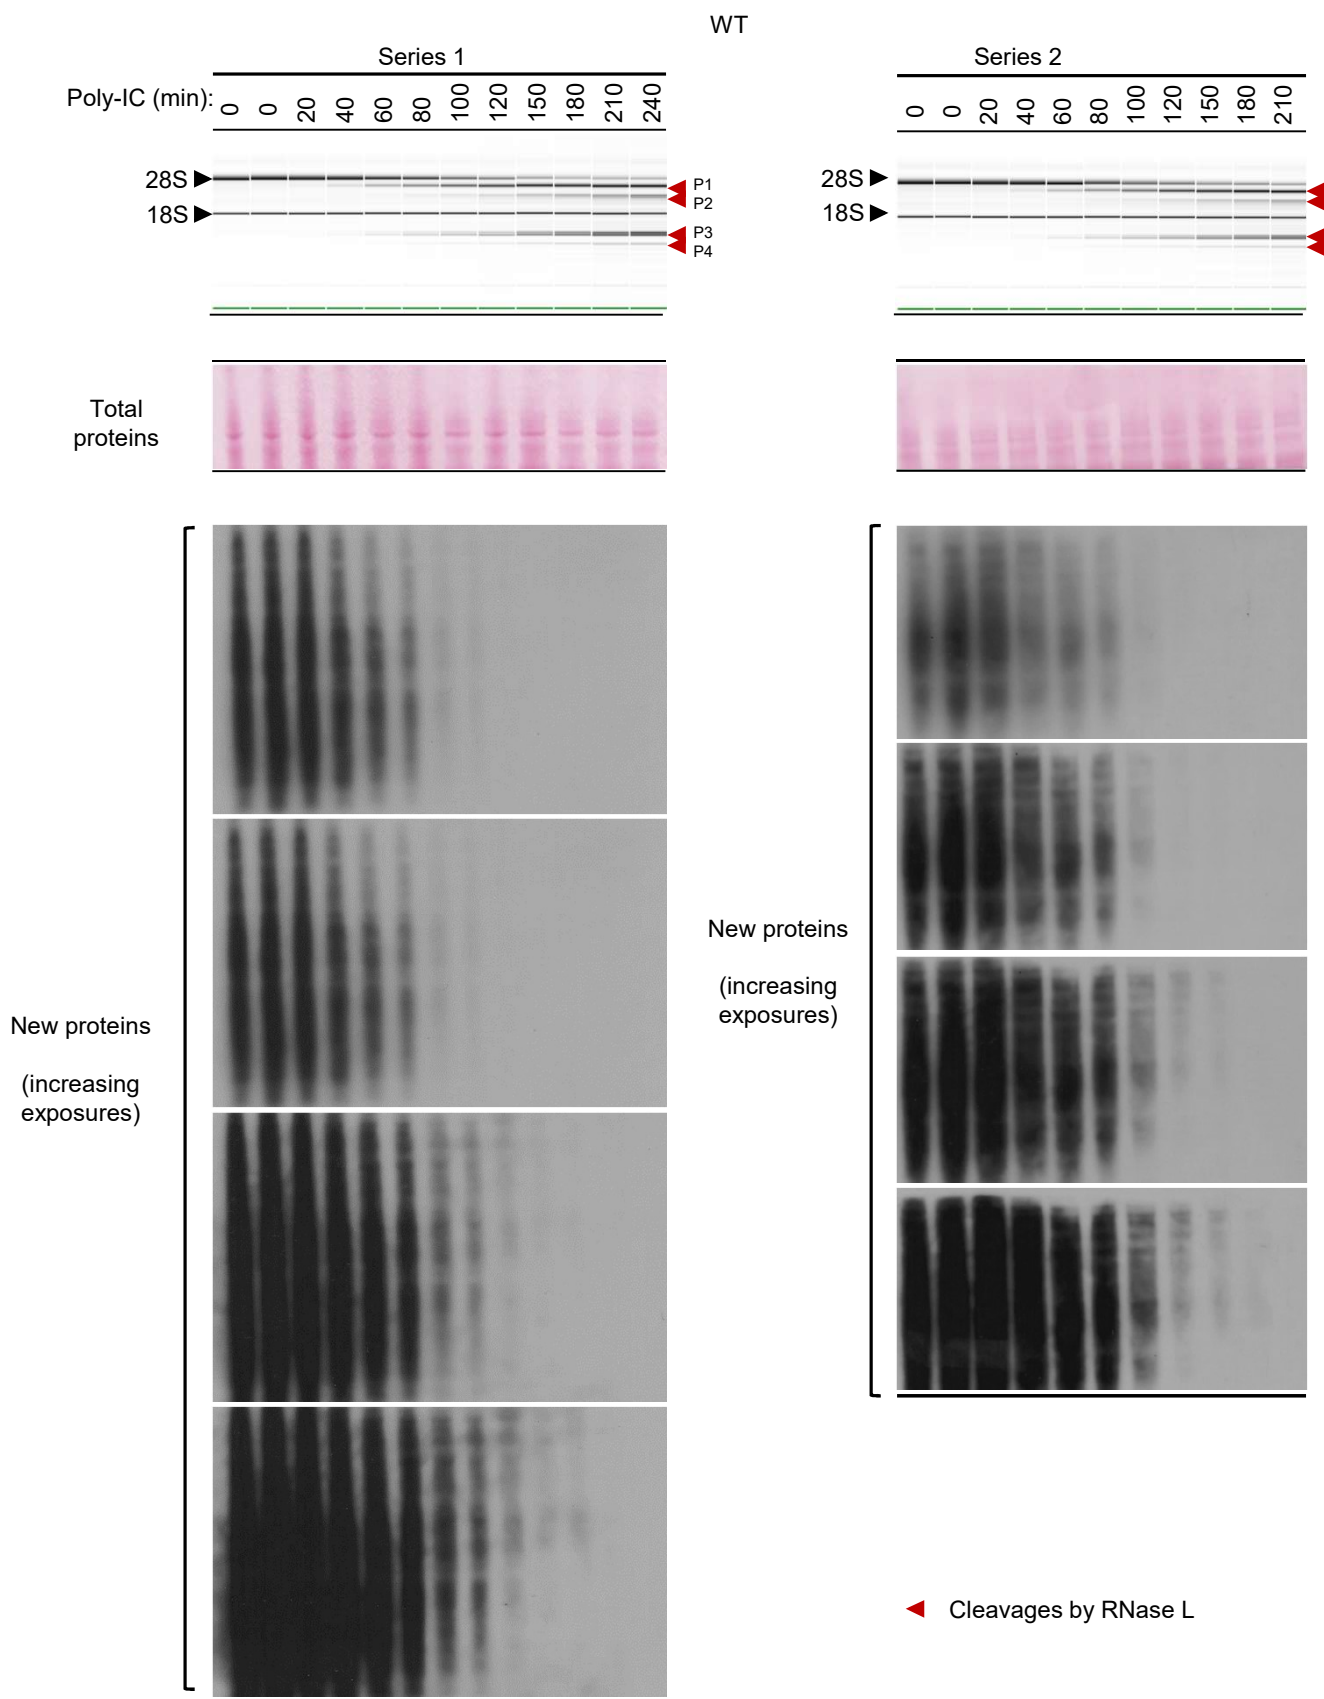 WT
Series 1
Poly-IC (min):
0 0 20 40 60 80 100 120 150 180 210 240
28S
18S
P1
P2
P3
P4
Total
proteins
New proteins
(increasing
exposures)
Series 2
0 0 20 40 60 80 100 120 150 180 210
28S
18S
New proteins
(increasing
exposures)
Cleavages by RNase L